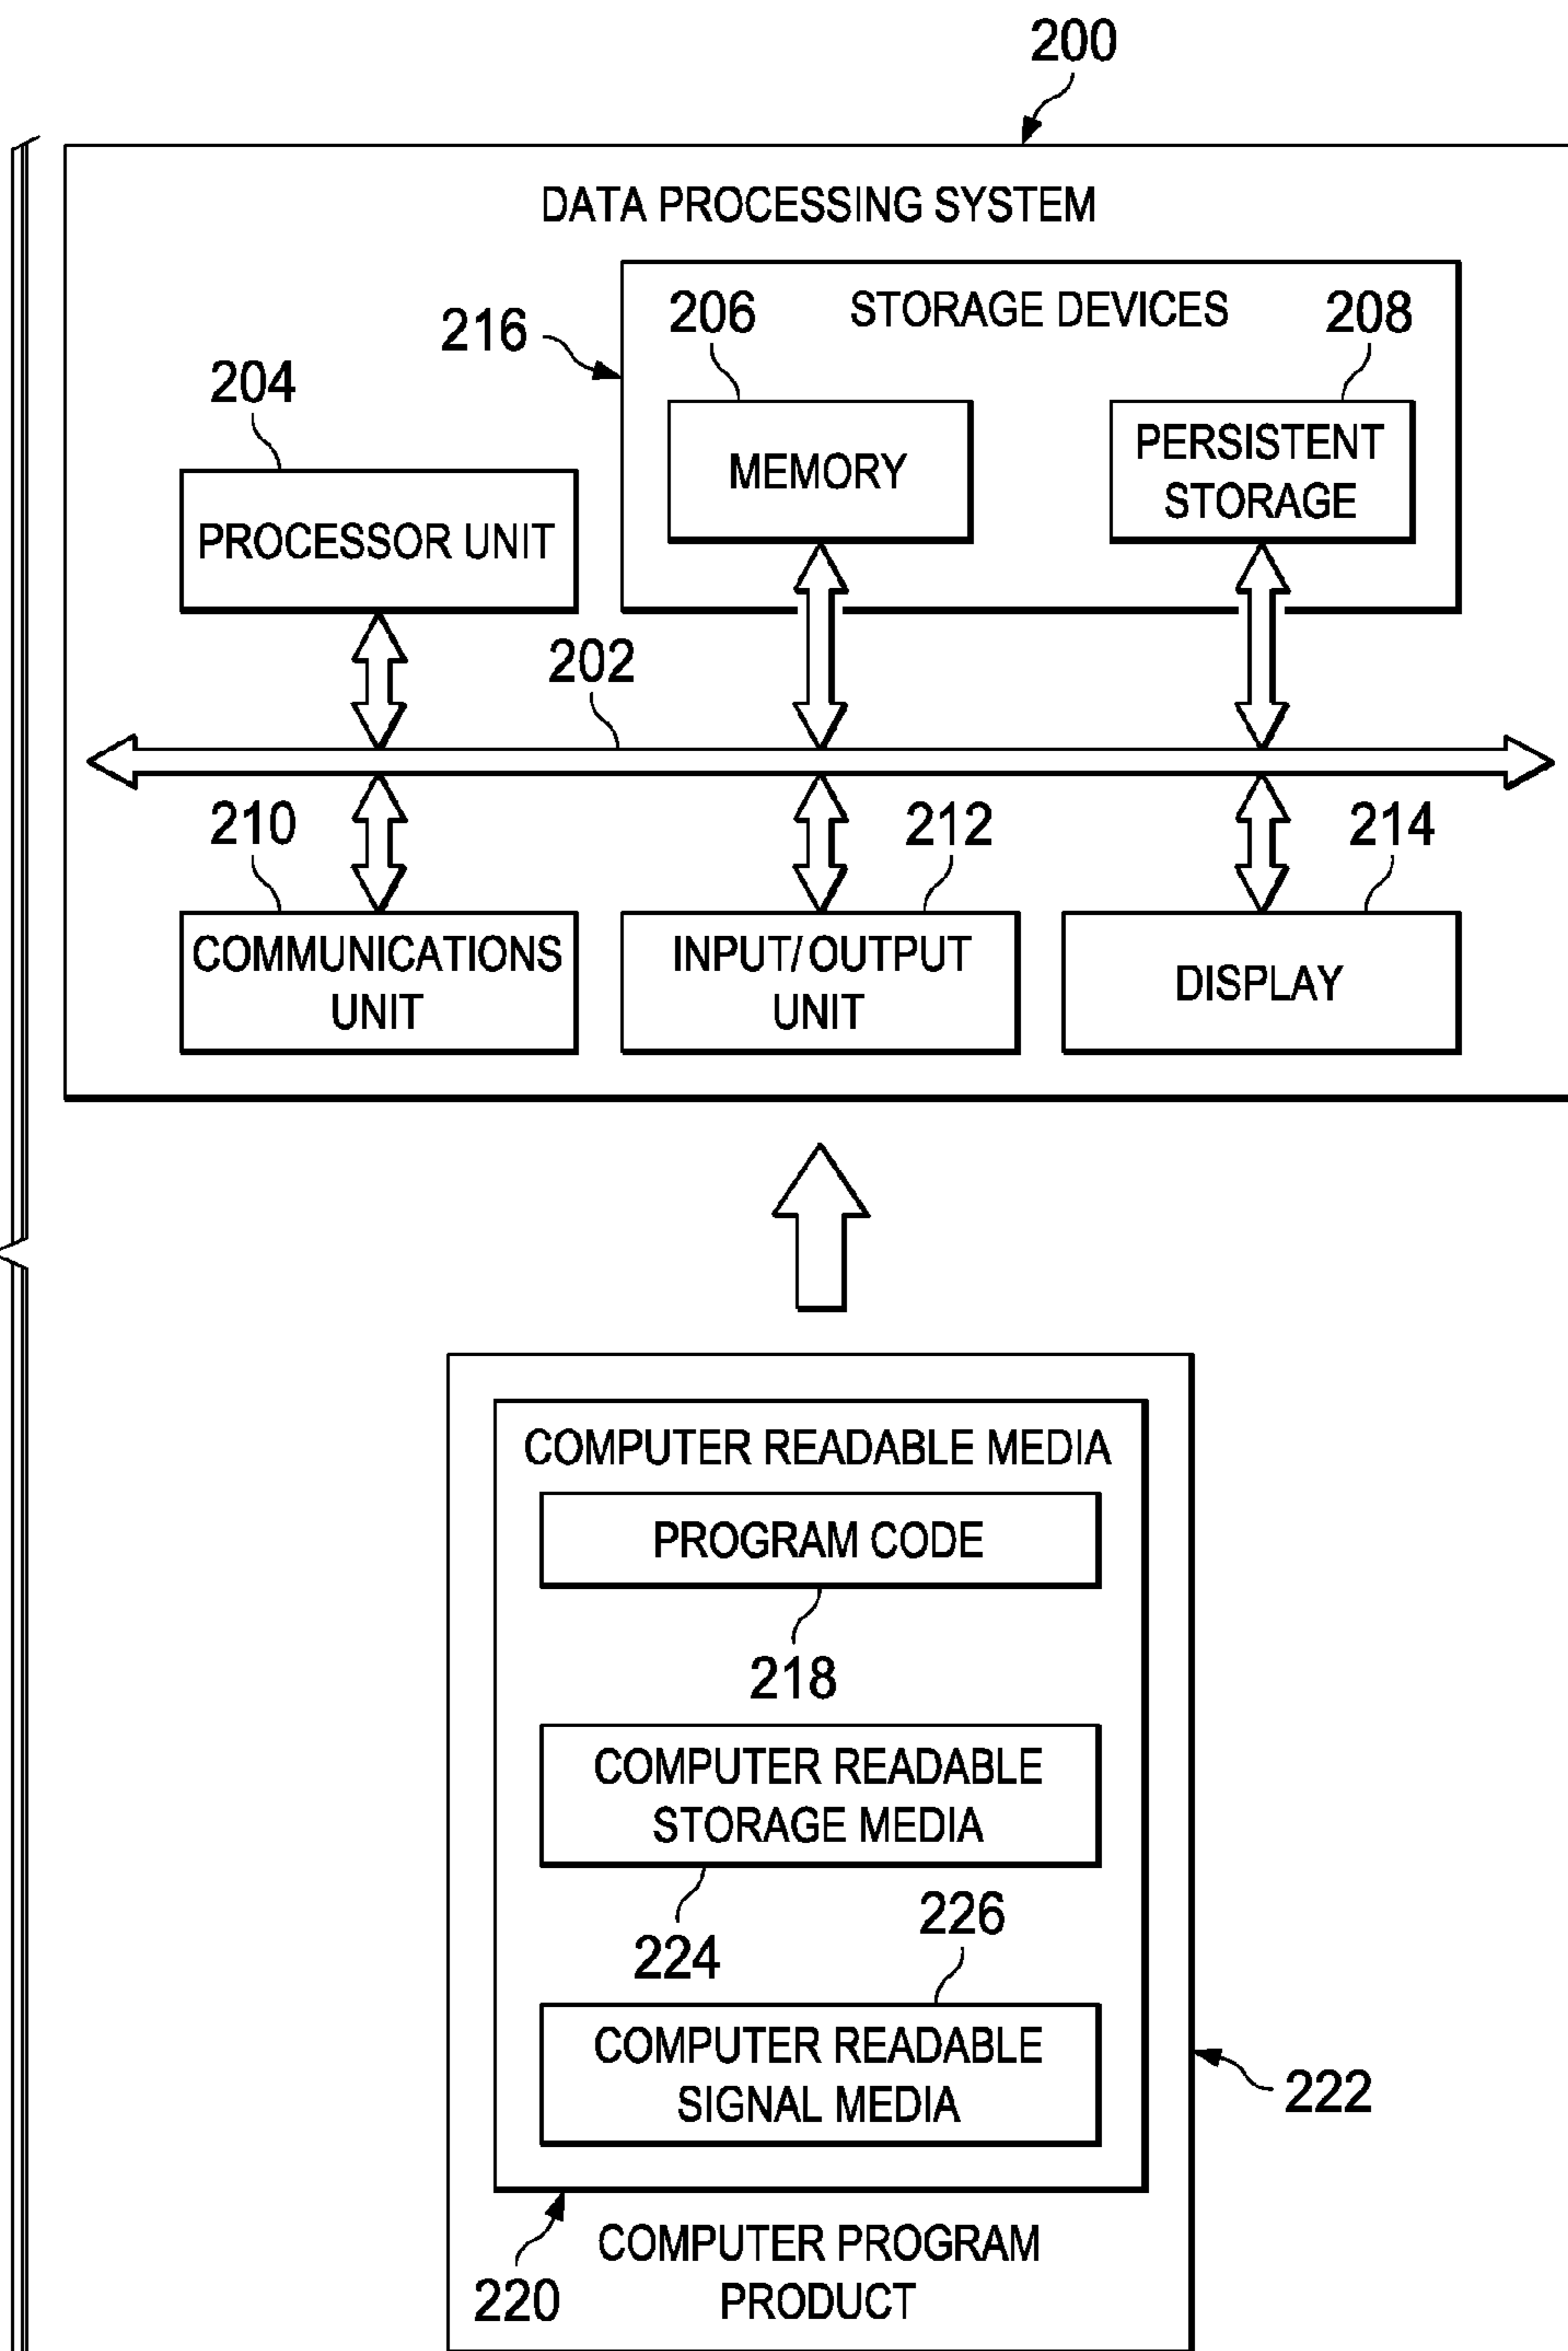 200
DATA PROCESSING SYSTEM
216
206
STORAGE DEVICES
208
204
MEMORY
PERSISTENT
STORAGE
PROCESSOR UNIT
202
210
212
214
COMMUNICATIONS
UNIT
INPUT/OUTPUT
UNIT
DISPLAY
COMPUTER READABLE MEDIA
PROGRAM CODE
218
COMPUTER READABLE
STORAGE MEDIA
224
226
COMPUTER READABLE
SIGNAL MEDIA
222
220
COMPUTER PROGRAM
PRODUCT